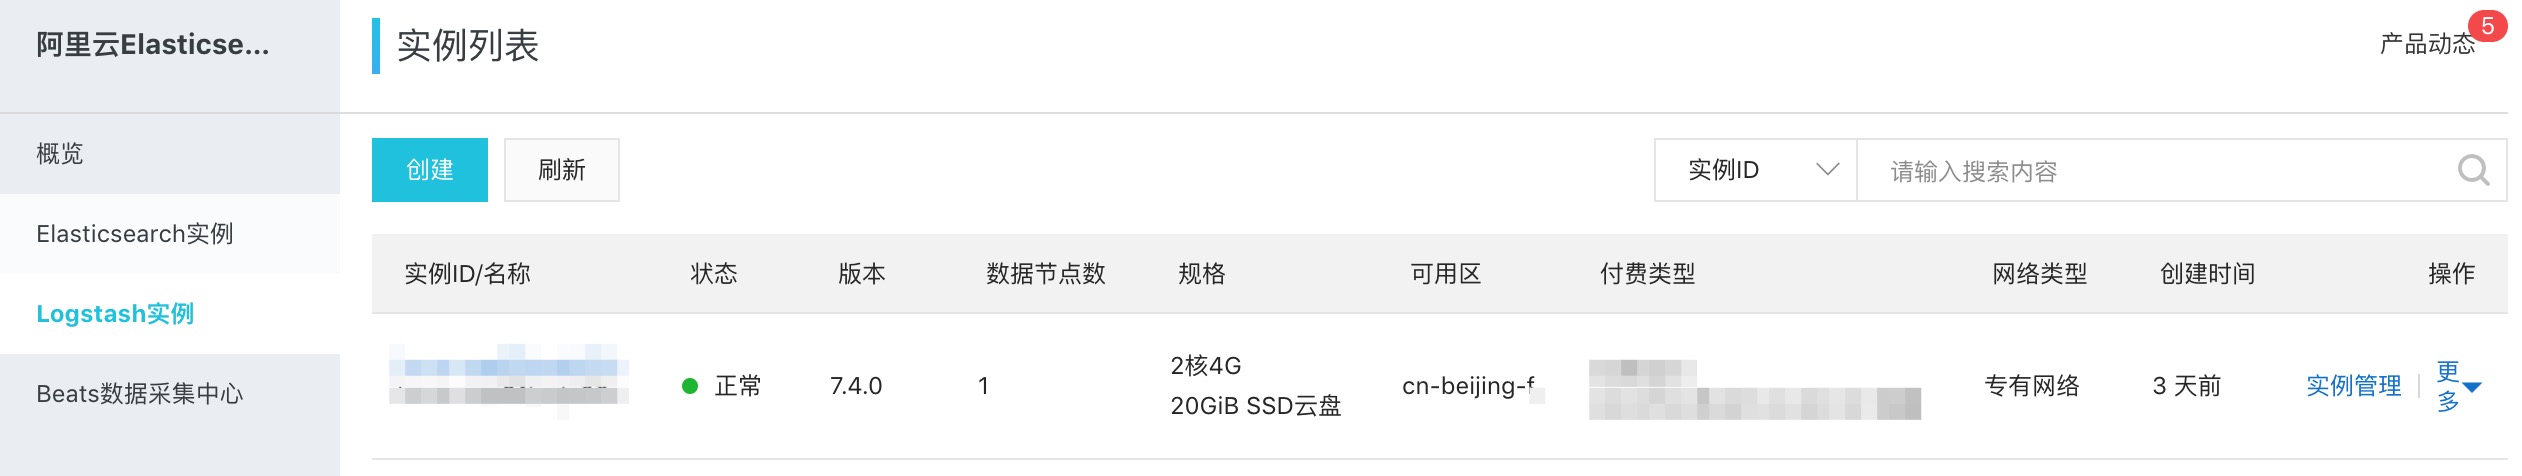 阿里云Elasticse...
实例列表
产品动态
5
概览
Elasticsearch实例
Logstash实例
Beats数据采集中心
创建
刷新
实例ID
请输入搜索内容
实例ID/名称 状态 版本 数据节点数 规格 可用区 付费类型 网络类型 创建时间 操作
正常 7.4.0 1 2核4G cn-beijing-f 专有网络 3 天前 实例管理 更多
20GiB SSD云盘